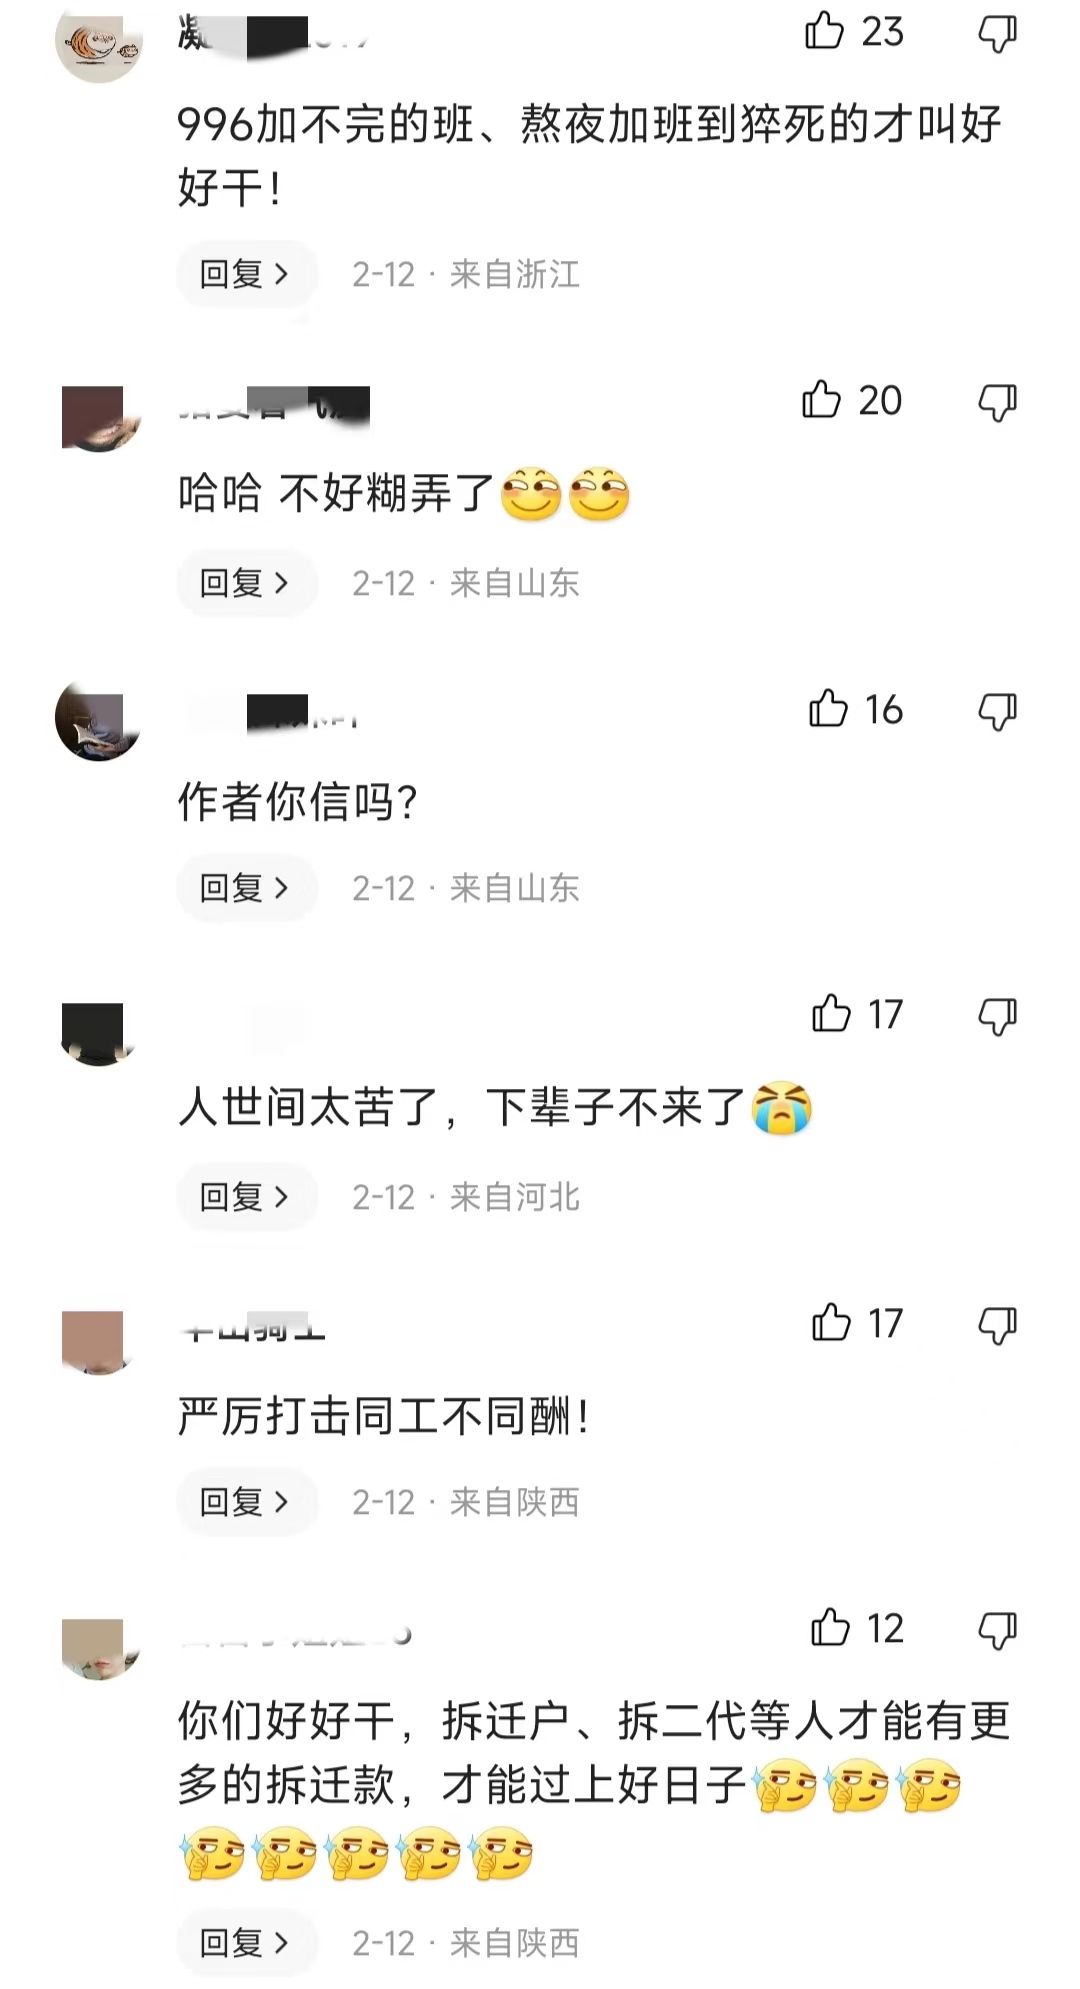 23
996加不完的班、熬夜加班到猝死的才叫好
好干！
回复 > 2-12 · 来自浙江
20
哈哈 不好糊弄了
回复 > 2-12 · 来自山东
16
作者你信吗？
回复 > 2-12 · 来自山东
17
人世间太苦了，下辈子不来了
回复 > 2-12 · 来自河北
17
严厉打击同工不同酬！
回复 > 2-12 · 来自陕西
12
你们好好干，拆迁户、拆二代等人才能有更
多的拆迁款，才能过上好日子
回复 > 2-12 · 来自陕西